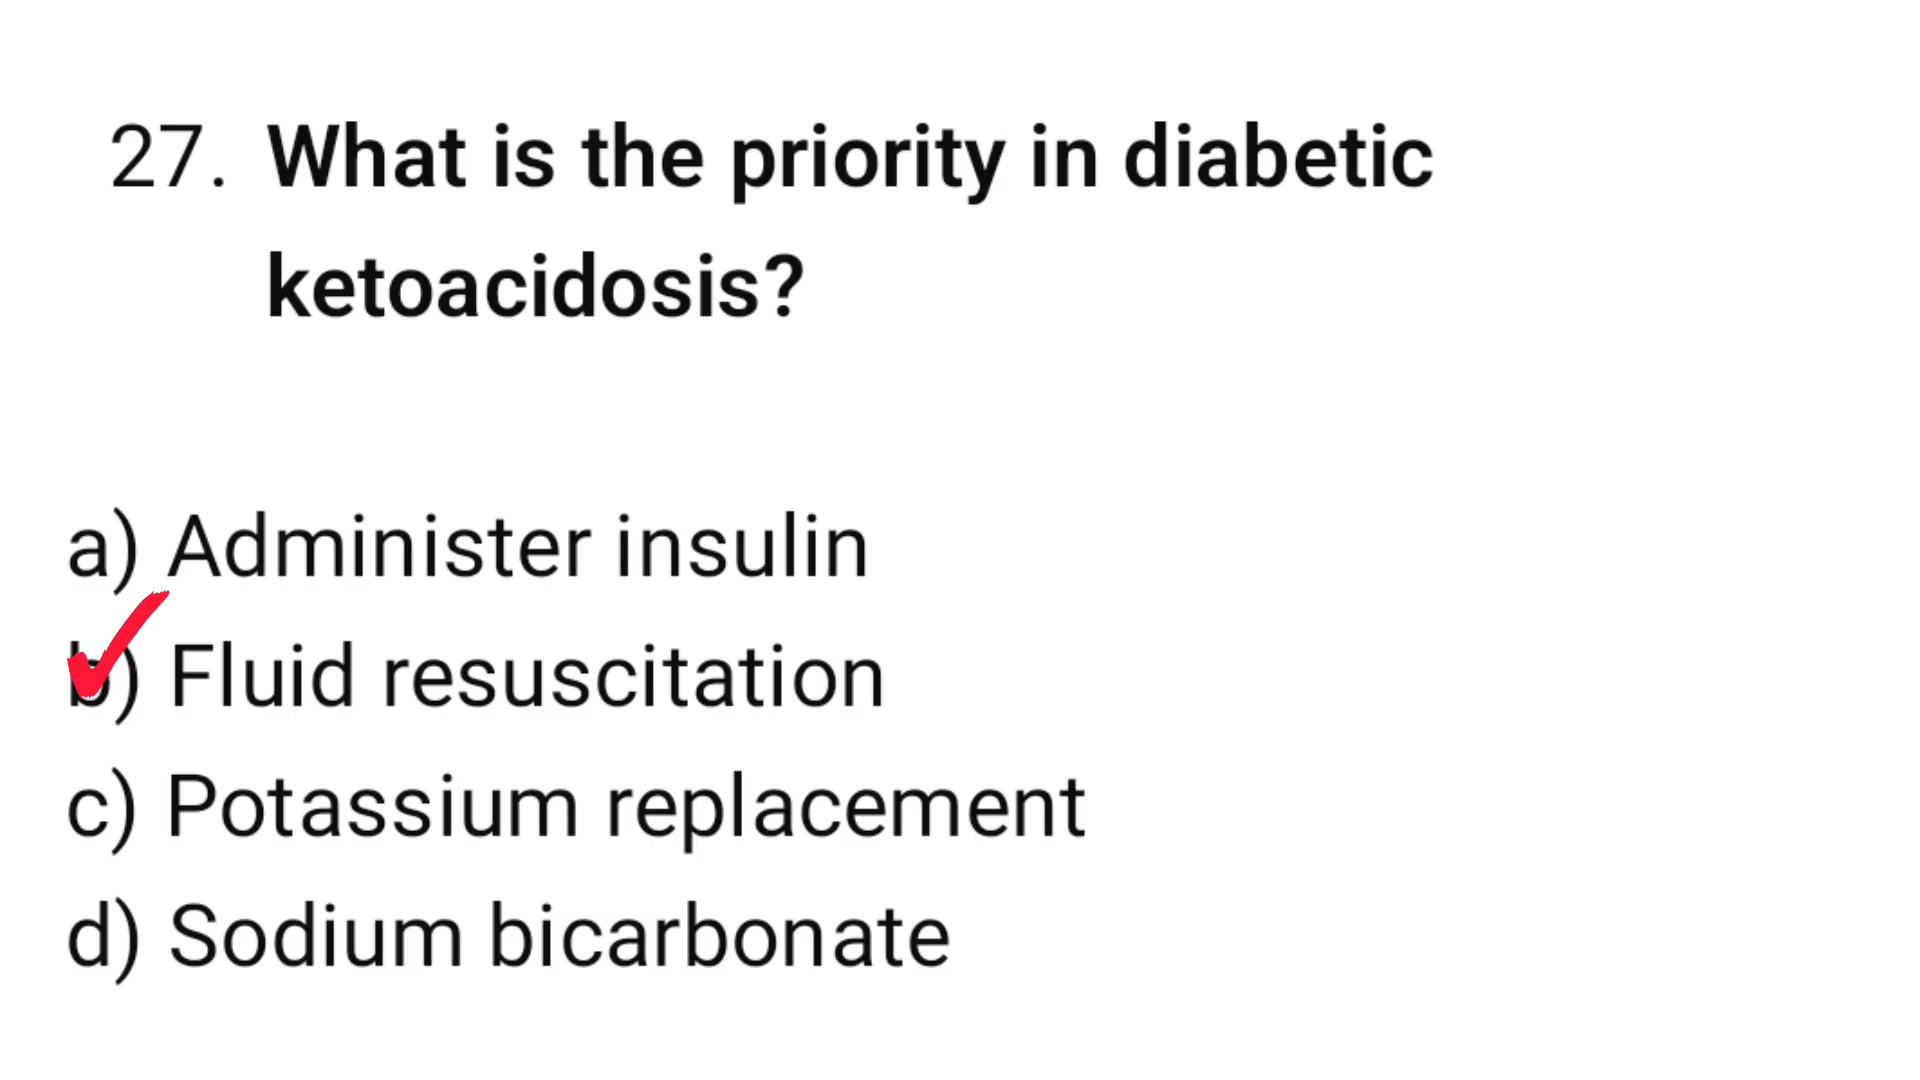 27. What is the priority in diabetic
ketoacidosis?
a) Administer insulin
b) Fluid resuscitation
c) Potassium replacement
d) Sodium bicarbonate